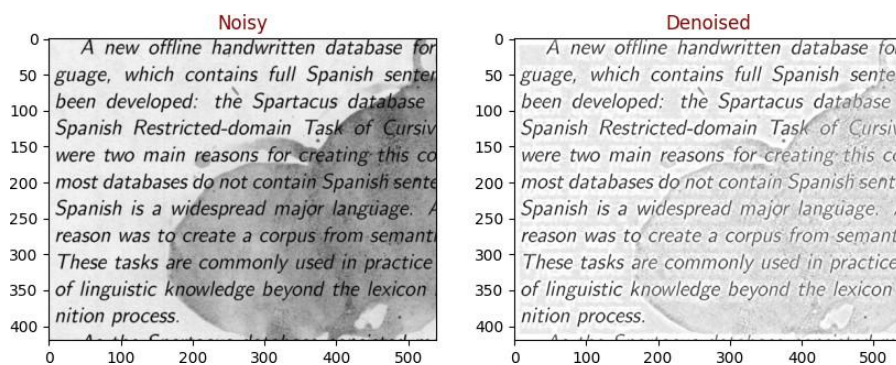 Noisy
0
50
100
150
200
250
300
350
400
A new offline handwritten database for
guage, which contains full Spanish senten
been developed: the Spartacus database
Spanish Restricted-domain Task of Cursiv
were two main reasons for creating this co
most databases do not contain Spanish sente
Spanish is a widespread major language. A
reason was to create a corpus from semanti
These tasks are commonly used in practice
of linguistic knowledge beyond the lexicon
nition process.
0 100 200 300 400 500
Denoised
0
50
100
150
200
250
300
350
400
A new offline handwritten database for
guage, which contains full Spanish senter
been developed: the Spartacus database
Spanish Restricted-domain Task of Cursiv
were two main reasons for creating this co
most databases do not contain Spanish sente
Spanish is a widespread major language.
reason was to create a corpus from semanti
These tasks are commonly used in practice
of linguistic knowledge beyond the lexicon
nition process.
0 100 200 300 400 500